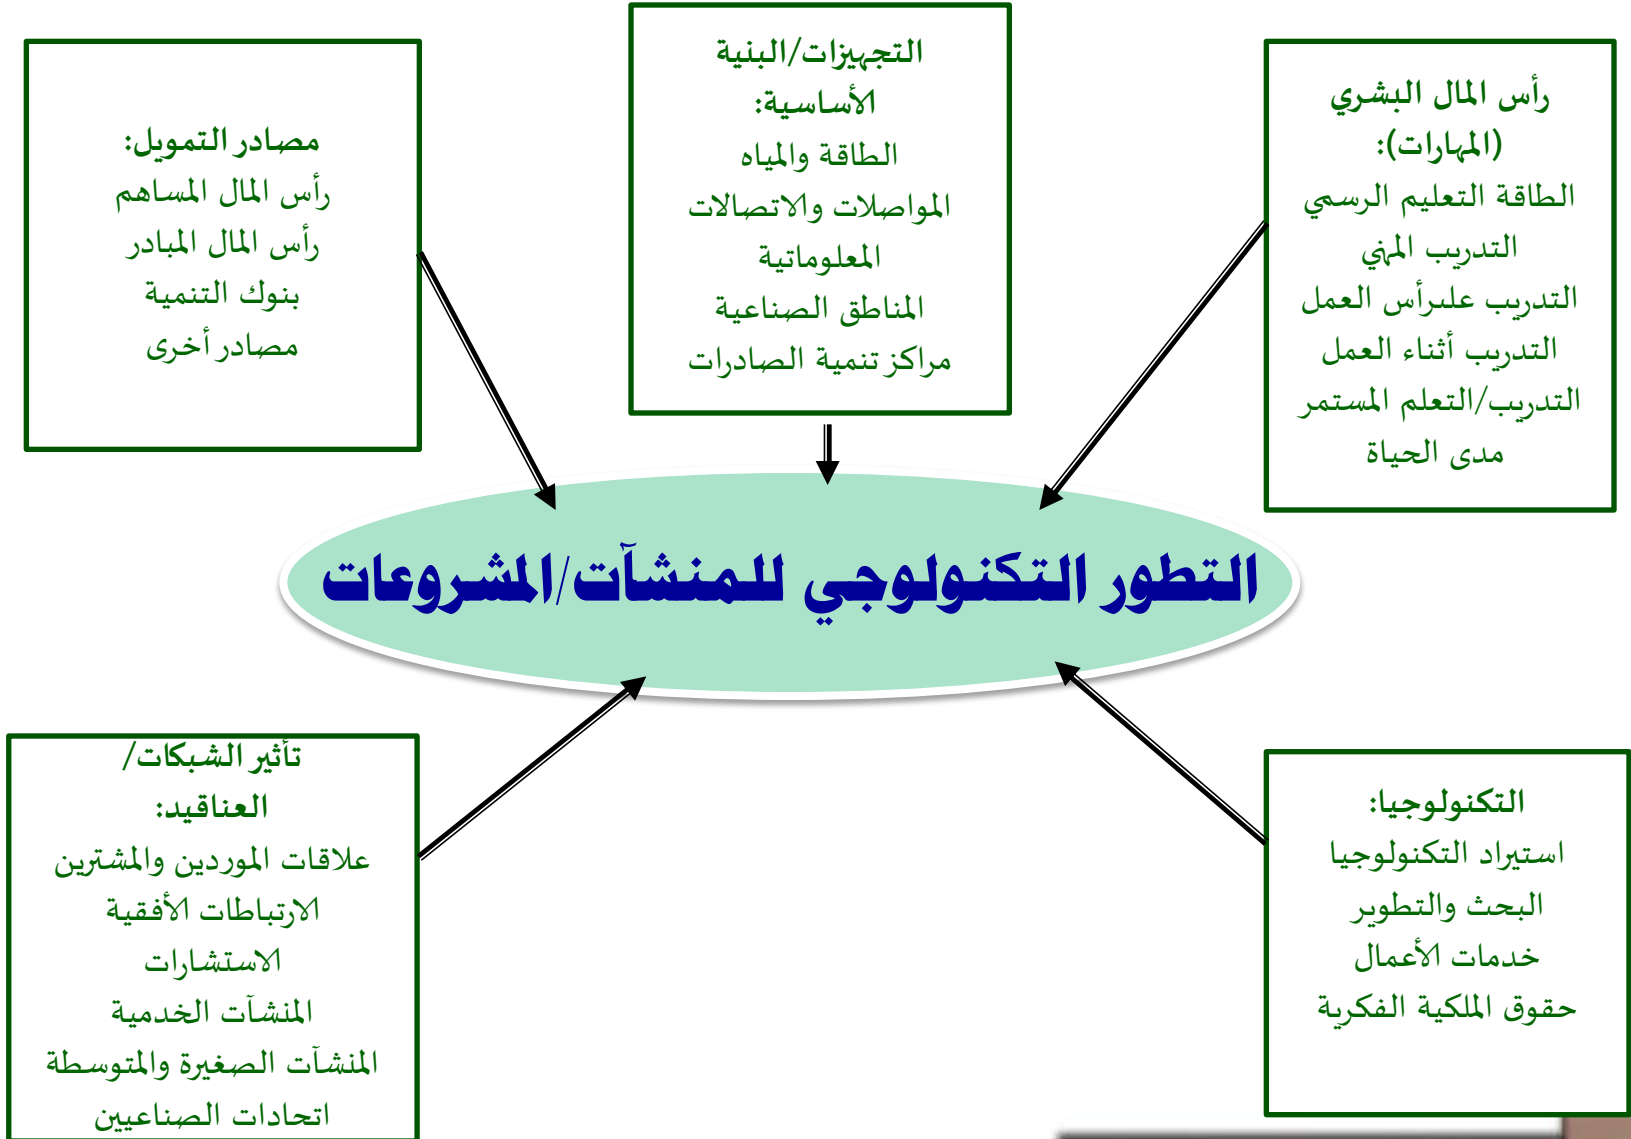 رأس المال البشري
(المهارات):
الطاقة التعليم الرسمي
التدريب المهني
التدريب علىرأس العمل
التدريب أثناء العمل
التدريب/التعلم المستمر
مدى الحياة
التجهيزات/البنية
الأساسية:
الطاقة والمياه
المواصلات والاتصالات
المعلوماتية
المناطق الصناعية
مراكز تنمية الصادرات
مصادر التمويل:
رأس المال المساهم
رأس المال المبادر
بنوك التنمية
مصادر أخرى
التطور التكنولوجي للمنشآت/المشروعات
التكنولوجيا:
استيراد التكنولوجيا
البحث والتطوير
خدمات الأعمال
حقوق الملكية الفكرية
تأثير الشبكات/
العناقيد:
علاقات الموردين والمشترين
الارتباطات الأفقية
الاستشارات
المنشآت الخدمية
المنشآت الصغيرة والمتوسطة
اتحادات الصناعيين